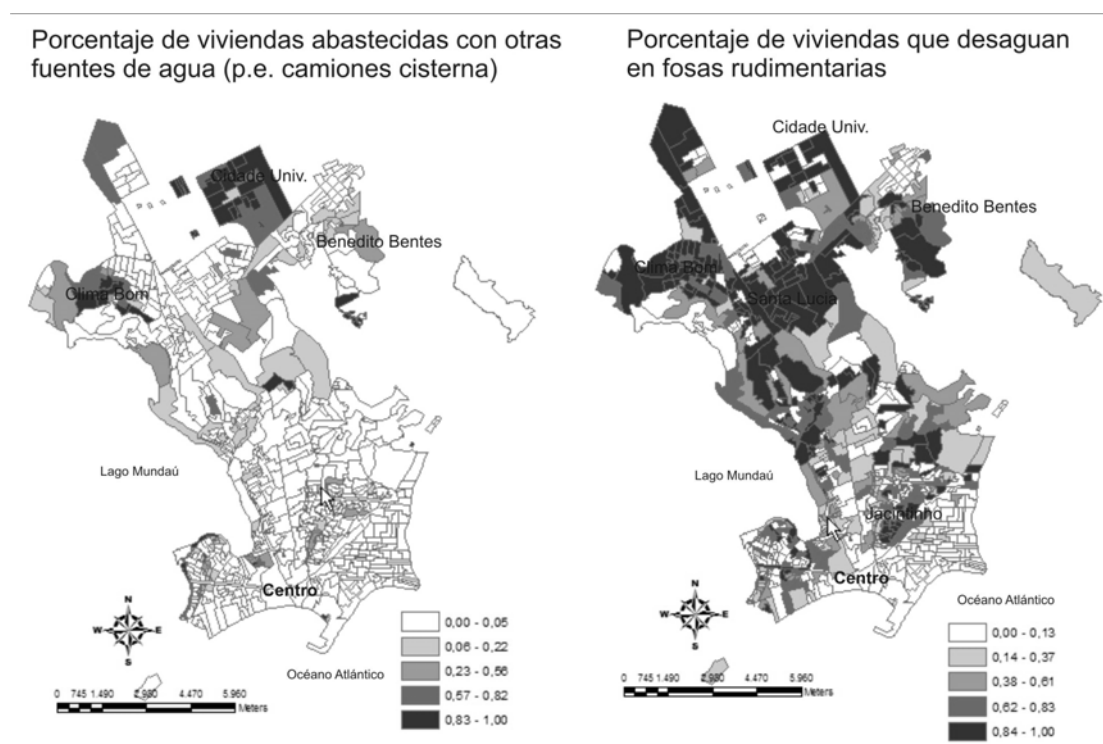 Porcentaje de viviendas abastecidas con otras
fuentes de agua (p.e. camiones cisterna)
Cidade Univ.
Benedito Bentes
Clima Bom
Lago Mundaú
Centro
N
W
E
S
Océano Atlántico
0 745 1.490 2.980 4.470 5.960
Meters
0,00 - 0,05
0,06 - 0,22
0,23 - 0,56
0,57 - 0,82
0,83 - 1,00
Porcentaje de viviendas que desaguan
en fosas rudimentarias
Cidade Univ.
Benedito Bentes
Clima Bom
Santa Lucia
Lago Mundaú
Jacintinho
Centro
N
W
E
S
Océano Atlántico
0 745 1.490 2.980 4.470 5.960
Meters
0,00 - 0,13
0,14 - 0,37
0,38 - 0,61
0,62 - 0,83
0,84 - 1,00